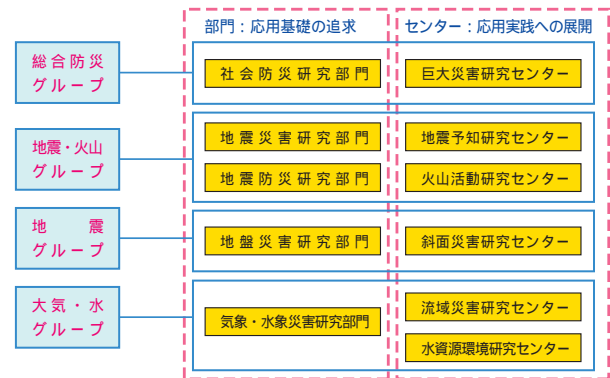 部門：応用基礎の追求
センター：応用実践への展開
総合防災
グループ
社会防災研究部門
巨大災害研究センター
地震・火山
グループ
地震災害研究部門
地震予知研究センター
地震防災研究部門
火山活動研究センター
地　震
グループ
地盤災害研究部門
斜面災害研究センター
大気・水
グループ
気象・水象災害研究部門
流域災害研究センター
水資源環境研究センター